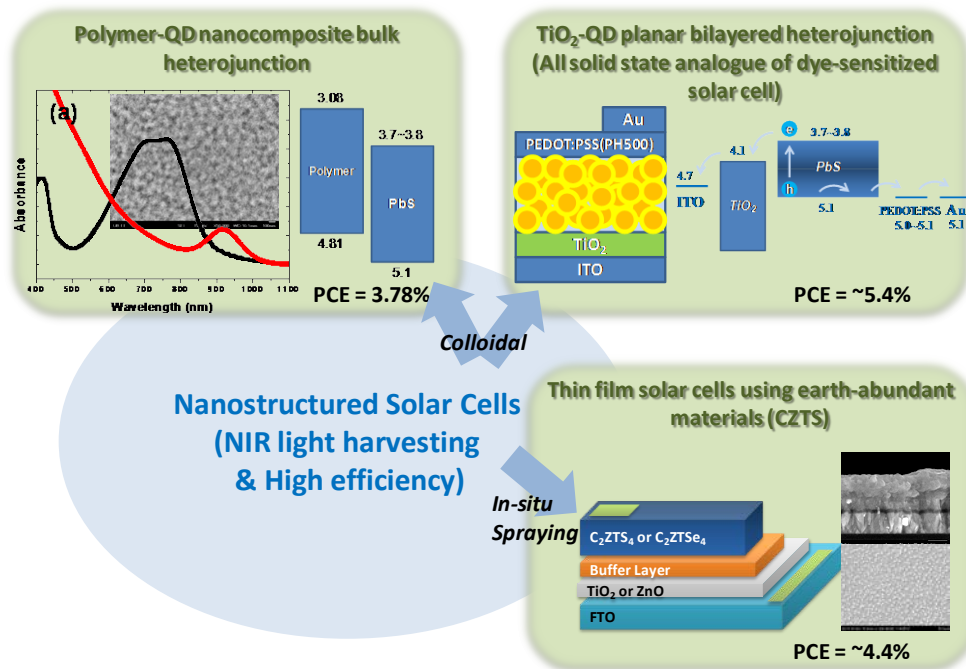 Polymer-QD nanocomposite bulk
heterojunction
(a)
Absorbance
400 500 600 700 800 900 1000 1100
Wavelength (nm)
3.08
Polymer
4.81
3.7~3.8
PbS
5.1
PCE = 3.78%
TiO₂-QD planar bilayered heterojunction
(All solid state analogue of dye-sensitized
solar cell)
Au
PEDOT:PSS(PH500)
TiO₂
ITO
4.7
ITO
4.1
TiO₂
e
3.7~3.8
PbS
h
5.1
PEDOT:PSS
5.0~5.1
Au
5.1
PCE = ~5.4%
Colloidal
Nanostructured Solar Cells
(NIR light harvesting
& High efficiency)
In-situ
Spraying
Thin film solar cells using earth-abundant
materials (CZTS)
C₂ZTS₄ or C₂ZTSe₄
Buffer Layer
TiO₂ or ZnO
FTO
PCE = ~4.4%